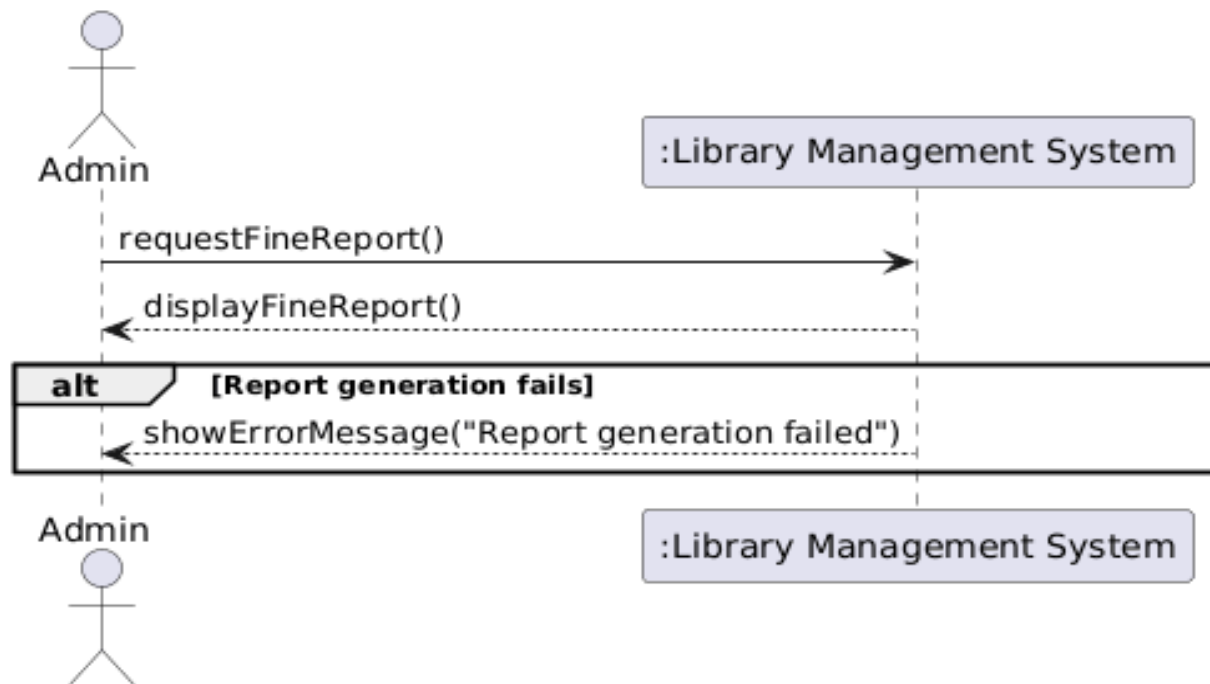 Admin
:Library Management System
requestFineReport()
displayFineReport()
alt [Report generation fails]
showErrorMessage("Report generation failed")
Admin
:Library Management System